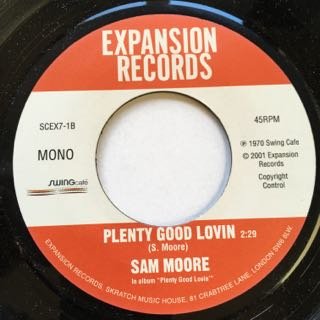 EXPANSION
RECORDS
SCEX7-1B
45RPM
MONO
℗ 1970 Swing Cafe
© 2001 Expansion
Records
Copyright
Control
swingcafe
PLENTY GOOD LOVIN 2:29
(S. Moore)
SAM MOORE
in album "Plenty Good Lovin'"
EXPANSION RECORDS, SKRATCH MUSIC HOUSE, 81 CRABTREE LANE, LONDON SW6 6LW.